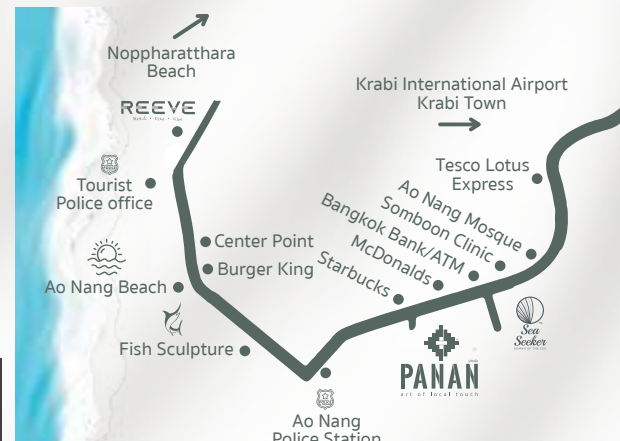 Noppharatthara
Beach
REEVE
Krabi International Airport
Krabi Town
Tesco Lotus
Express
Tourist
Police office
Ao Nang Mosque
Somboon Clinic
Bangkok Bank/ATM
McDonalds
Starbucks
Center Point
Burger King
Ao Nang Beach
Fish Sculpture
Sea
Seeker
PANAN
art of local touch
Ao Nang
Police Station